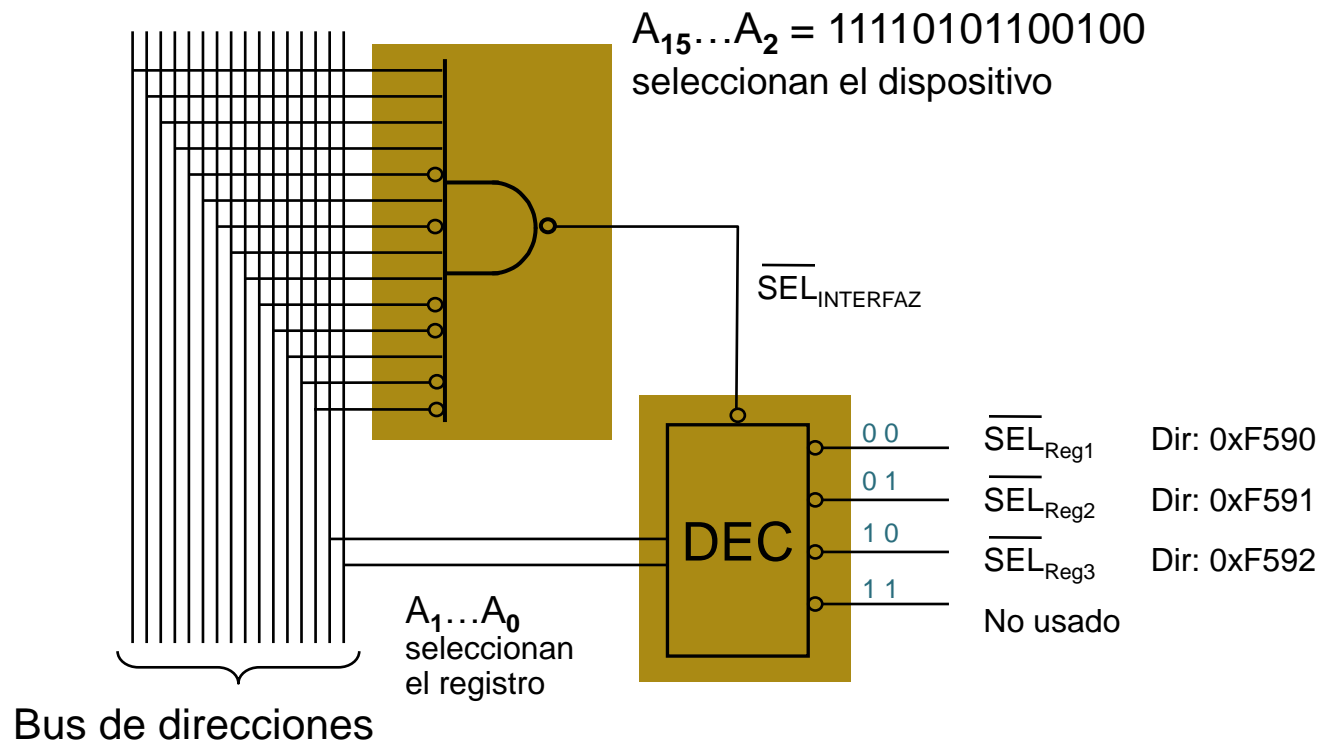 A15…A2 = 11110101100100
seleccionan el dispositivo
SELINTERFAZ
DEC
0 0 SELReg1 Dir: 0xF590
0 1 SELReg2 Dir: 0xF591
1 0 SELReg3 Dir: 0xF592
1 1 No usado
A1…A0
seleccionan
el registro
Bus de direcciones